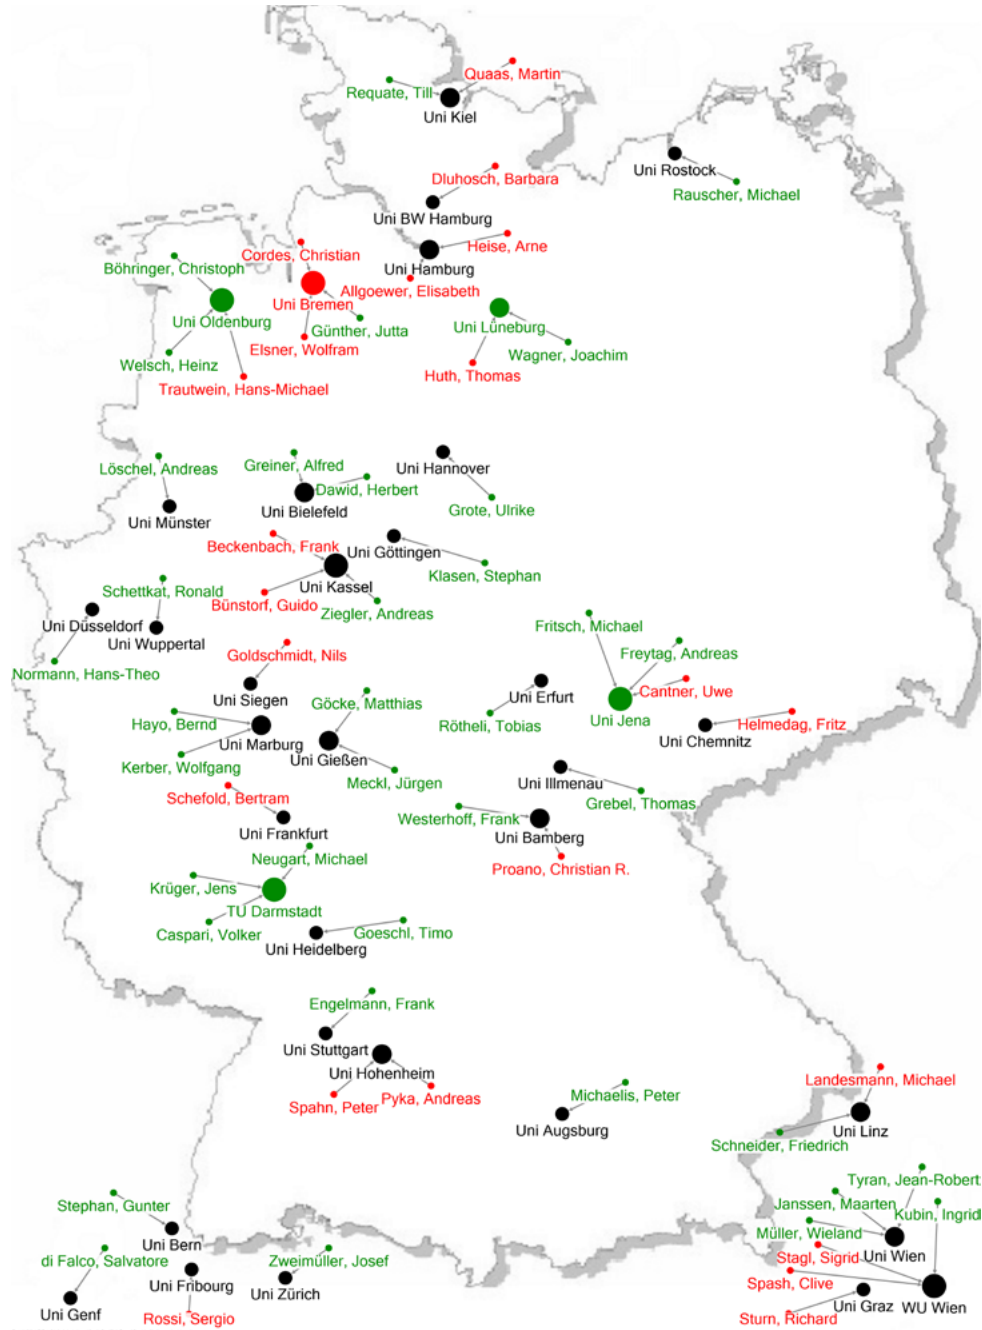 Quaas, Martin
Requate, Till
Uni Kiel
Uni Rostock
Rauscher, Michael
Dluhosch, Barbara
Uni BW Hamburg
Heise, Arne
Cordes, Christian
Uni Hamburg
Böhringer, Christoph
Allgoewer, Elisabeth
Uni Bremen
Uni Oldenburg
Günther, Jutta
Uni Lüneburg
Elsner, Wolfram
Wagner, Joachim
Welsch, Heinz
Huth, Thomas
Trautwein, Hans-Michael
Löschel, Andreas
Greiner, Alfred
Uni Hannover
Dawid, Herbert
Uni Bielefeld
Grote, Ulrike
Uni Münster
Beckenbach, Frank
Uni Göttingen
Klasen, Stephan
Uni Kassel
Schettkat, Ronald
Bünstorf, Guido
Ziegler, Andreas
Uni Düsseldorf
Uni Wuppertal
Fritsch, Michael
Goldschmidt, Nils
Freytag, Andreas
Normann, Hans-Theo
Uni Siegen
Uni Erfurt
Cantner, Uwe
Göcke, Matthias
Hayo, Bernd
Rötheli, Tobias
Uni Jena
Helmedag, Fritz
Uni Marburg
Uni Gießen
Uni Chemnitz
Kerber, Wolfgang
Meckl, Jürgen
Uni Illmenau
Schefold, Bertram
Grebel, Thomas
Westerhoff, Frank
Uni Frankfurt
Uni Bamberg
Neugart, Michael
Proano, Christian R.
Krüger, Jens
TU Darmstadt
Caspari, Volker
Goeschl, Timo
Uni Heidelberg
Engelmann, Frank
Uni Stuttgart
Uni Hohenheim
Spahn, Peter
Pyka, Andreas
Michaelis, Peter
Uni Augsburg
Landesmann, Michael
Uni Linz
Schneider, Friedrich
Tyran, Jean-Robert
Stephan, Gunter
Janssen, Maarten
Kubin, Ingrid
Müller, Wieland
Uni Bern
Uni Wien
di Falco, Salvatore
Zweimüller, Josef
Stagl, Sigrid
Uni Fribourg
Uni Zürich
Spash, Clive
Uni Genf
Uni Graz
WU Wien
Rossi, Sergio
Sturn, Richard